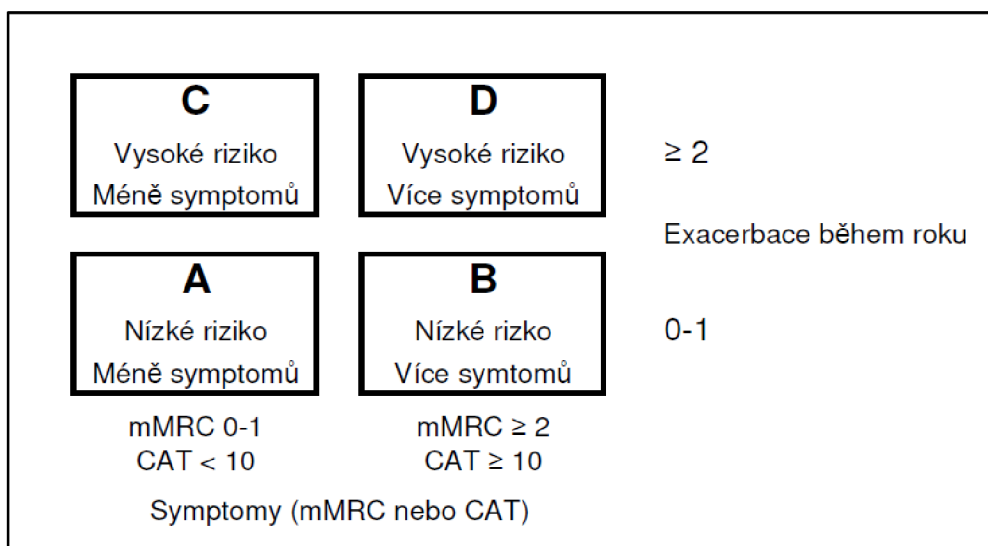 C
Vysoké riziko
Méně symptomů
D
Vysoké riziko
Více symptomů
≥ 2
Exacerbace během roku
A
Nízké riziko
Méně symptomů
B
Nízké rizko
Více symtomů
0-1
mMRC 0-1
CAT < 10
mMRC ≥ 2
CAT ≥ 10
Symptomy (mMRC nebo CAT)